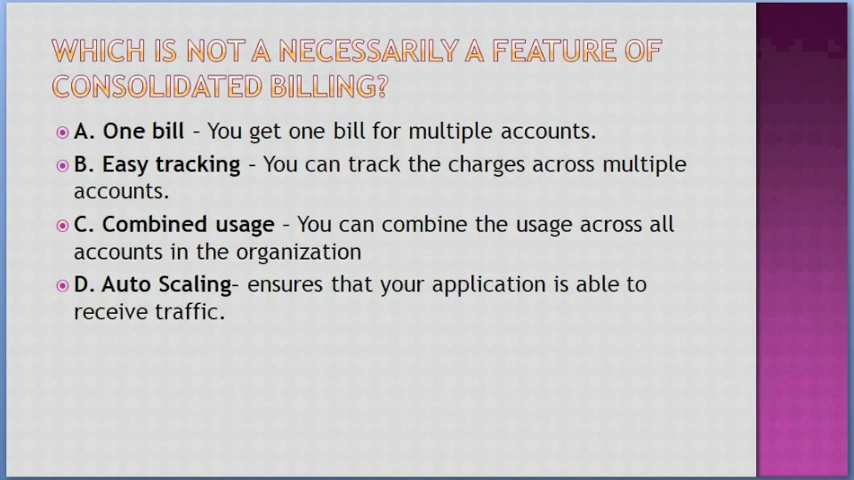 WHICH IS NOT A NECESSARILY A FEATURE OF
CONSOLIDATED BILLING?
A. One bill – You get one bill for multiple accounts.
B. Easy tracking – You can track the charges across multiple
accounts.
C. Combined usage – You can combine the usage across all
accounts in the organization
D. Auto Scaling– ensures that your application is able to
receive traffic.